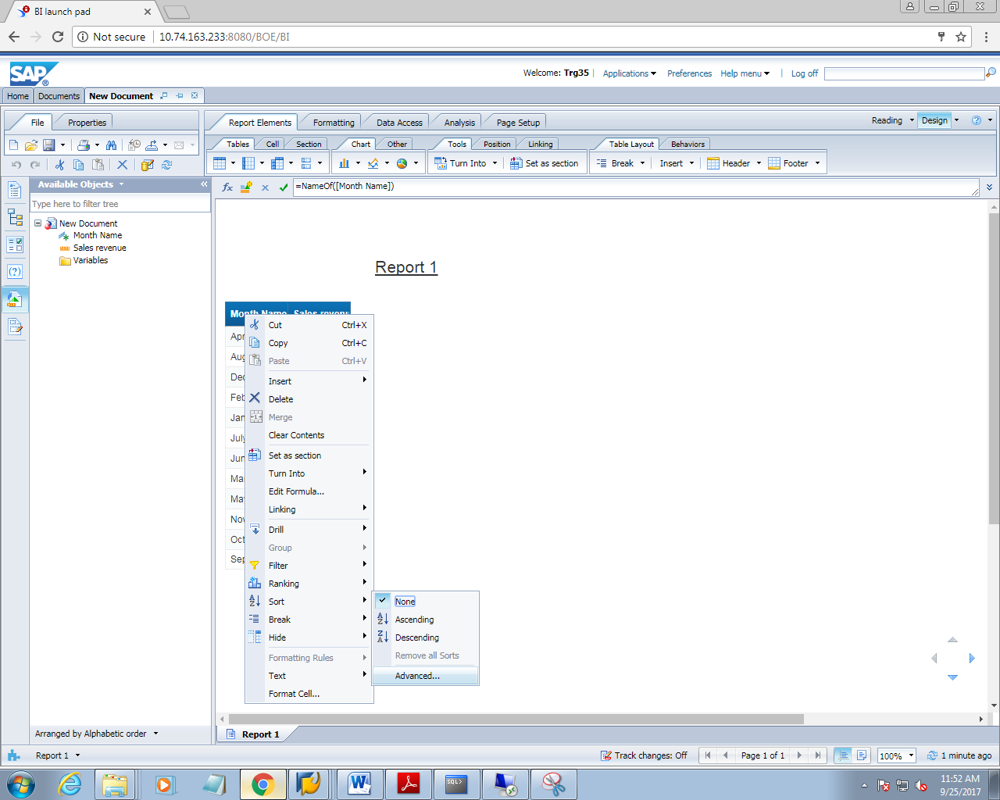 BI launch pad
Not secure 10.74.163.233:8080/BOE/BI
SAP
Welcome: Trg35 Applications Preferences Help menu Log off
Home Documents New Document
File Properties Report Elements Formatting Data Access Analysis Page Setup Reading Design
Tables Cell Section Chart Other Tools Position Linking Table Layout Behaviors
Turn Into Set as section Break Insert Header Footer
Available Objects
=NameOf([Month Name])
Type here to filter tree
New Document
Month Name
Sales revenue
Variables
Report 1
Month Name Sales revenu
Apr
Aug
Dec
Feb
Jan
July
Jun
Mar
May
Nov
Oct
Sep
Cut Ctrl+X
Copy Ctrl+C
Paste Ctrl+V
Insert
Delete
Merge
Clear Contents
Set as section
Turn Into
Edit Formula...
Linking
Drill
Group
Filter
Ranking
Sort
Break
Hide
Formatting Rules
Text
Format Cell...
None
Ascending
Descending
Remove all Sorts
Advanced...
Arranged by Alphabetic order
Report 1
Report 1 Track changes: Off Page 1 of 1 100% 1 minute ago
11:52 AM
9/25/2017